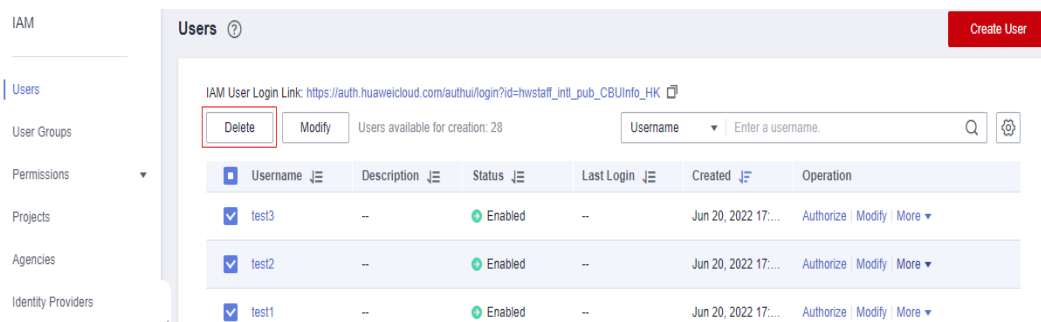 IAM
Users
User Groups
Permissions
Projects
Agencies
Identity Providers
Users ?
Create User
IAM User Login Link: https://auth.huaweicloud.com/authui/login?id=hwstaff_intl_pub_CBUInfo_HK
Delete Modify Users available for creation: 28 Username Enter a username.
Username Description Status Last Login Created Operation
test3 -- Enabled -- Jun 20, 2022 17:... Authorize Modify More
test2 -- Enabled -- Jun 20, 2022 17:... Authorize Modify More
test1 -- Enabled -- Jun 20, 2022 17:... Authorize Modify More